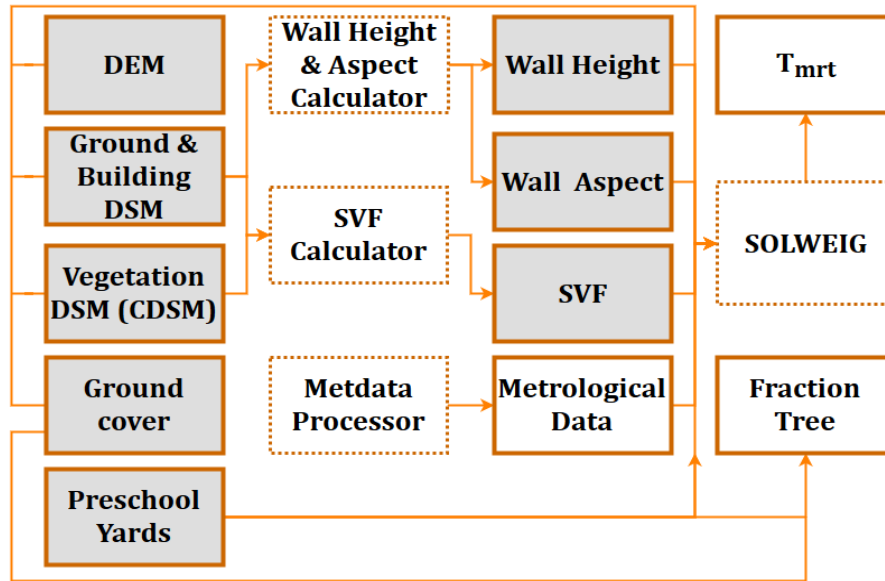 DEM
Ground &
Building
DSM
Vegetation
DSM (CDSM)
Ground
cover
Preschool
Yards
Wall Height
& Aspect
Calculator
SVF
Calculator
Metdata
Processor
Wall Height
Wall Aspect
SVF
Metrological
Data
Tmrt
SOLWEIG
Fraction
Tree